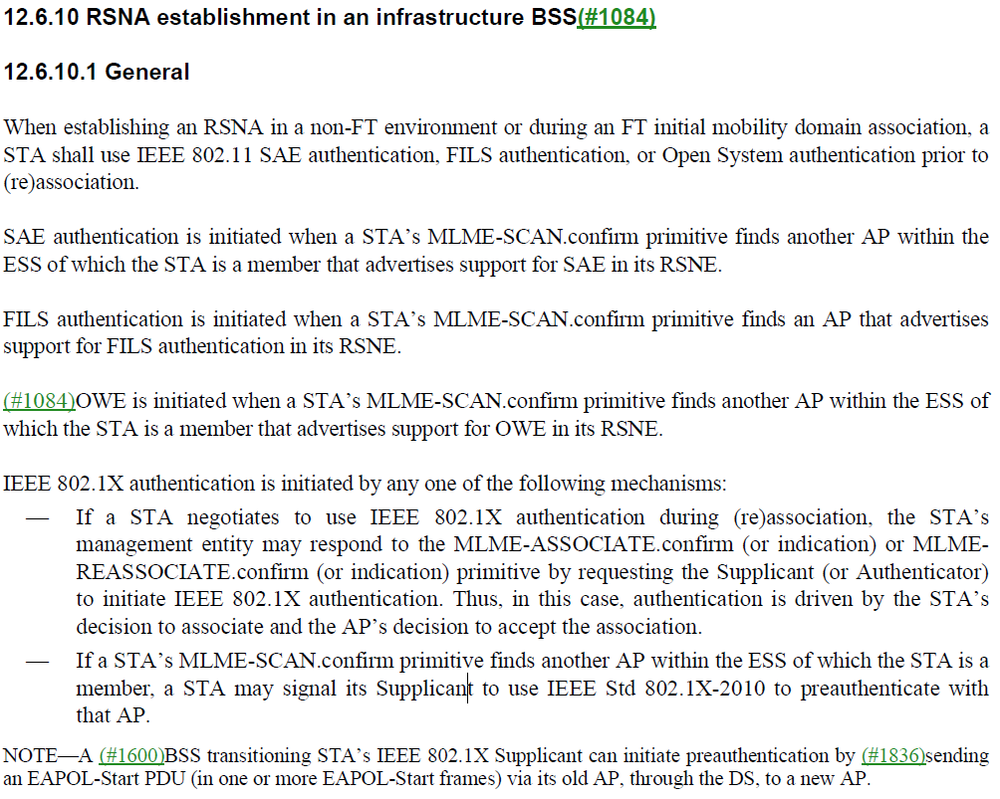 12.6.10 RSNA establishment in an infrastructure BSS(#1084)
12.6.10.1 General
When establishing an RSNA in a non-FT environment or during an FT initial mobility domain association, a
STA shall use IEEE 802.11 SAE authentication, FILS authentication, or Open System authentication prior to
(re)association.
SAE authentication is initiated when a STA’s MLME-SCAN.confirm primitive finds another AP within the
ESS of which the STA is a member that advertises support for SAE in its RSNE.
FILS authentication is initiated when a STA’s MLME-SCAN.confirm primitive finds an AP that advertises
support for FILS authentication in its RSNE.
(#1084)OWE is initiated when a STA’s MLME-SCAN.confirm primitive finds another AP within the ESS of
which the STA is a member that advertises support for OWE in its RSNE.
IEEE 802.1X authentication is initiated by any one of the following mechanisms:
— If a STA negotiates to use IEEE 802.1X authentication during (re)association, the STA’s
management entity may respond to the MLME-ASSOCIATE.confirm (or indication) or MLME-
REASSOCIATE.confirm (or indication) primitive by requesting the Supplicant (or Authenticator)
to initiate IEEE 802.1X authentication. Thus, in this case, authentication is driven by the STA’s
decision to associate and the AP’s decision to accept the association.
— If a STA’s MLME-SCAN.confirm primitive finds another AP within the ESS of which the STA is a
member, a STA may signal its Supplicant to use IEEE Std 802.1X-2010 to preauthenticate with
that AP.
NOTE—A (#1600)BSS transitioning STA’s IEEE 802.1X Supplicant can initiate preauthentication by (#1836)sending
an EAPOL-Start PDU (in one or more EAPOL-Start frames) via its old AP, through the DS, to a new AP.